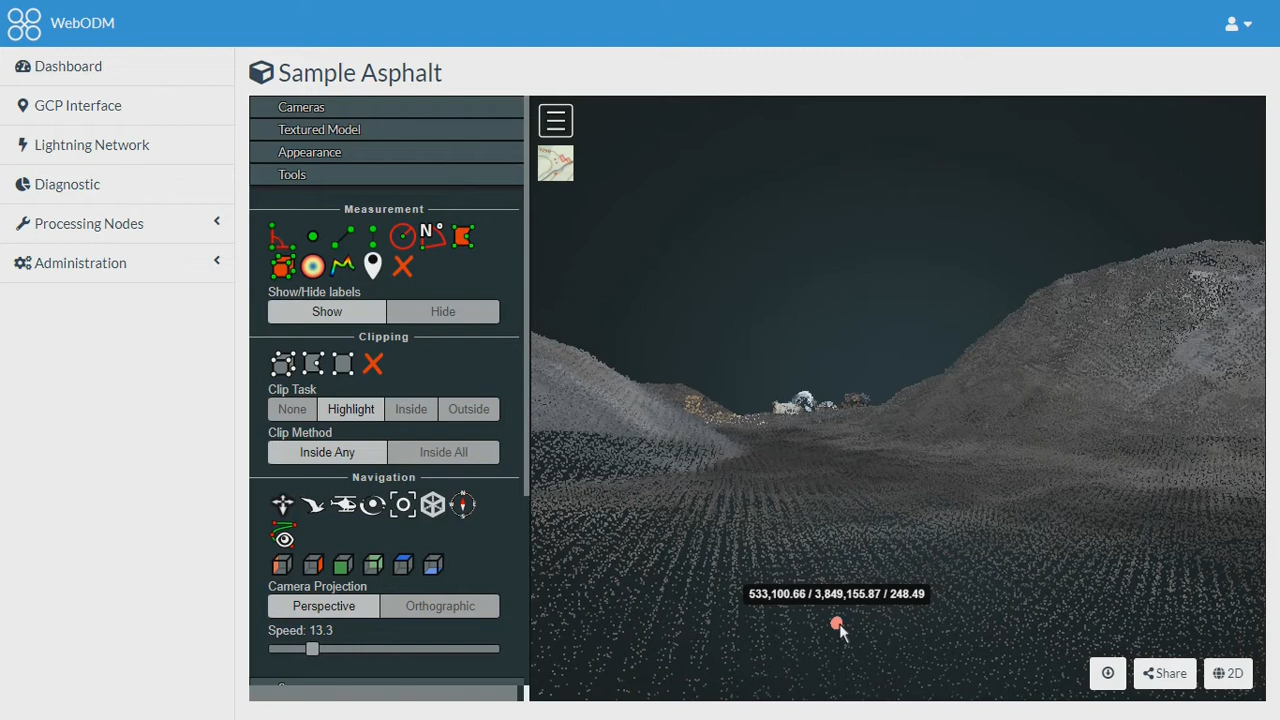 WebODM
Dashboard
GCP Interface
Lightning Network
Diagnostic
Processing Nodes
Administration
Sample Asphalt
Cameras
Textured Model
Appearance
Tools
Measurement
N°
Show/Hide labels
Show Hide
Clipping
Clip Task
None Highlight Inside Outside
Clip Method
Inside Any Inside All
Navigation
Camera Projection
Perspective Orthographic
Speed: 13.3
533,100.66 / 3,849,155.87 / 248.49
Share 2D